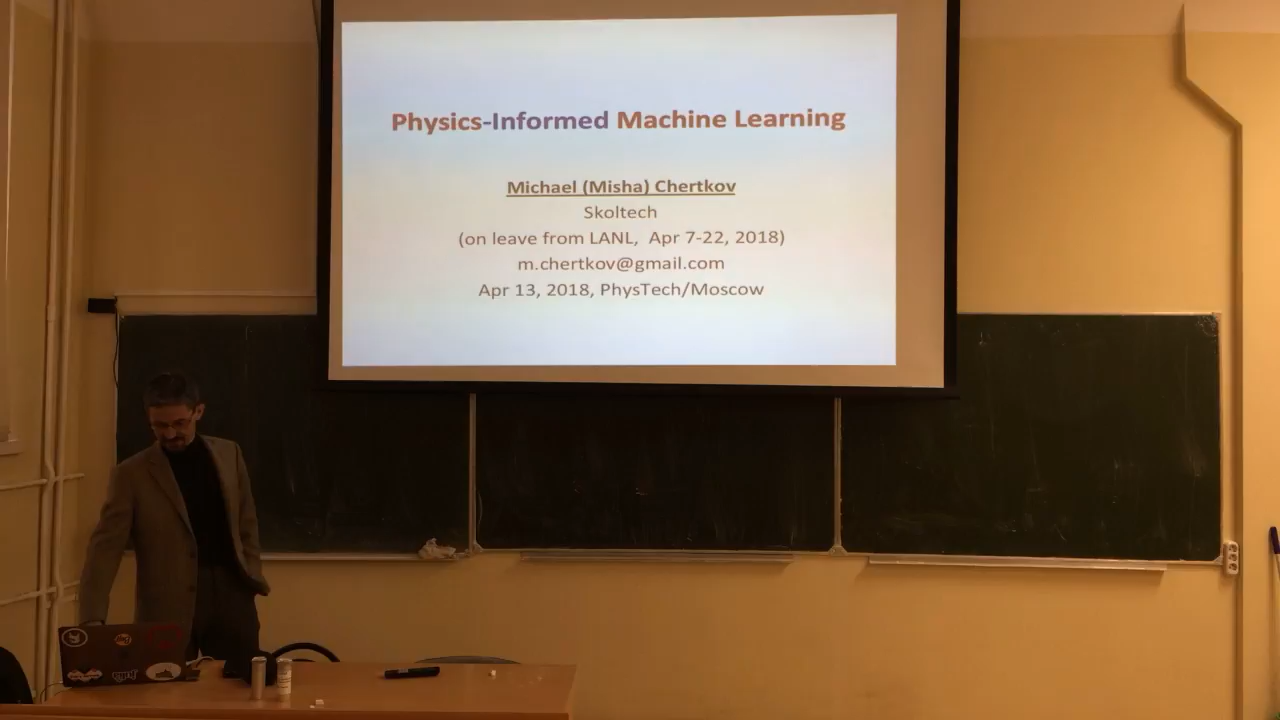 Physics-Informed Machine Learning
Michael (Misha) Chertkov
Skoltech
(on leave from LANL, Apr 7-22, 2018)
m.chertkov@gmail.com
Apr 13, 2018, PhysTech/Moscow